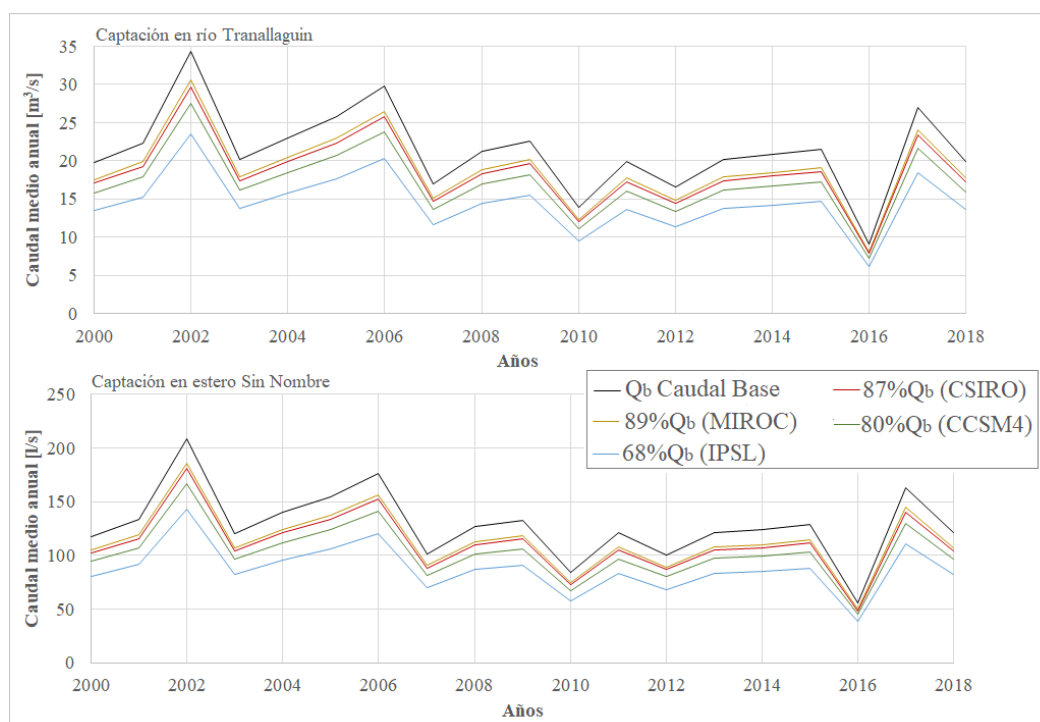 Captación en río Tranallaguin
Caudal medio anual [m³/s]
35
30
25
20
15
10
5
0
2000 2002 2004 2006 2008 2010 2012 2014 2016 2018
Años
Captación en estero Sin Nombre
Caudal medio anual [l/s]
250
200
150
100
50
0
Qb Caudal Base
87%Qb (CSIRO)
89%Qb (MIROC)
80%Qb (CCSM4)
68%Qb (IPSL)
2000 2002 2004 2006 2008 2010 2012 2014 2016 2018
Años